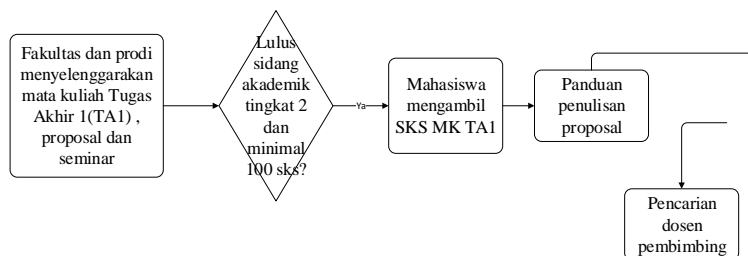 Fakultas dan prodi
menyelenggarakan
mata kuliah Tugas
Akhir 1(TA1) ,
proposal dan
seminar
Lulus
sidang
akademik
tingkat 2
dan
minimal
100 sks?
Ya
Mahasiswa
mengambil
SKS MK TA1
Panduan
penulisan
proposal
Pencarian
dosen
pembimbing